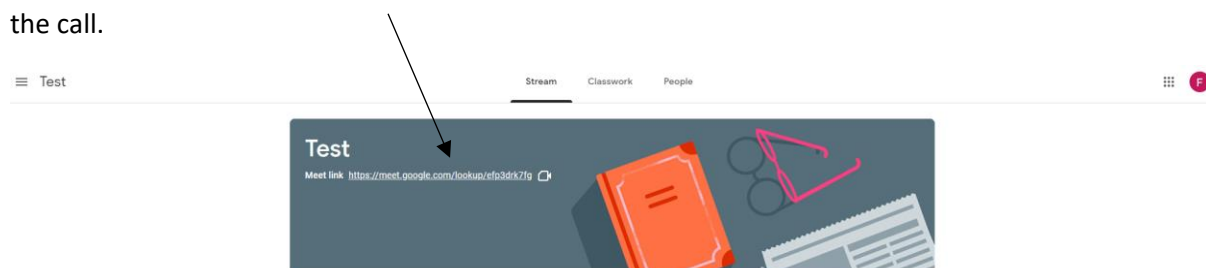 the call.
Test
Stream Classwork People
F
Test
Meet link https://meet.google.com/lookup/efp3drk7fg